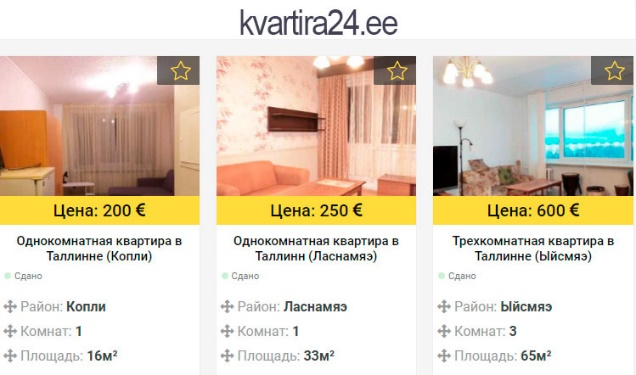 kvartira24.ee
Цена: 200 €
Однокомнатная квартира в
Таллинне (Копли)
Сдано
Район: Копли
Комнат: 1
Площадь: 16м²
Цена: 250 €
Однокомнатная квартира в
Таллинн (Ласнамяэ)
Сдано
Район: Ласнамяэ
Комнат: 1
Площадь: 33м²
Цена: 600 €
Трехкомнатная квартира в
Таллинне (Ыйсмяэ)
Сдано
Район: Ыйсмяэ
Комнат: 3
Площадь: 65м²